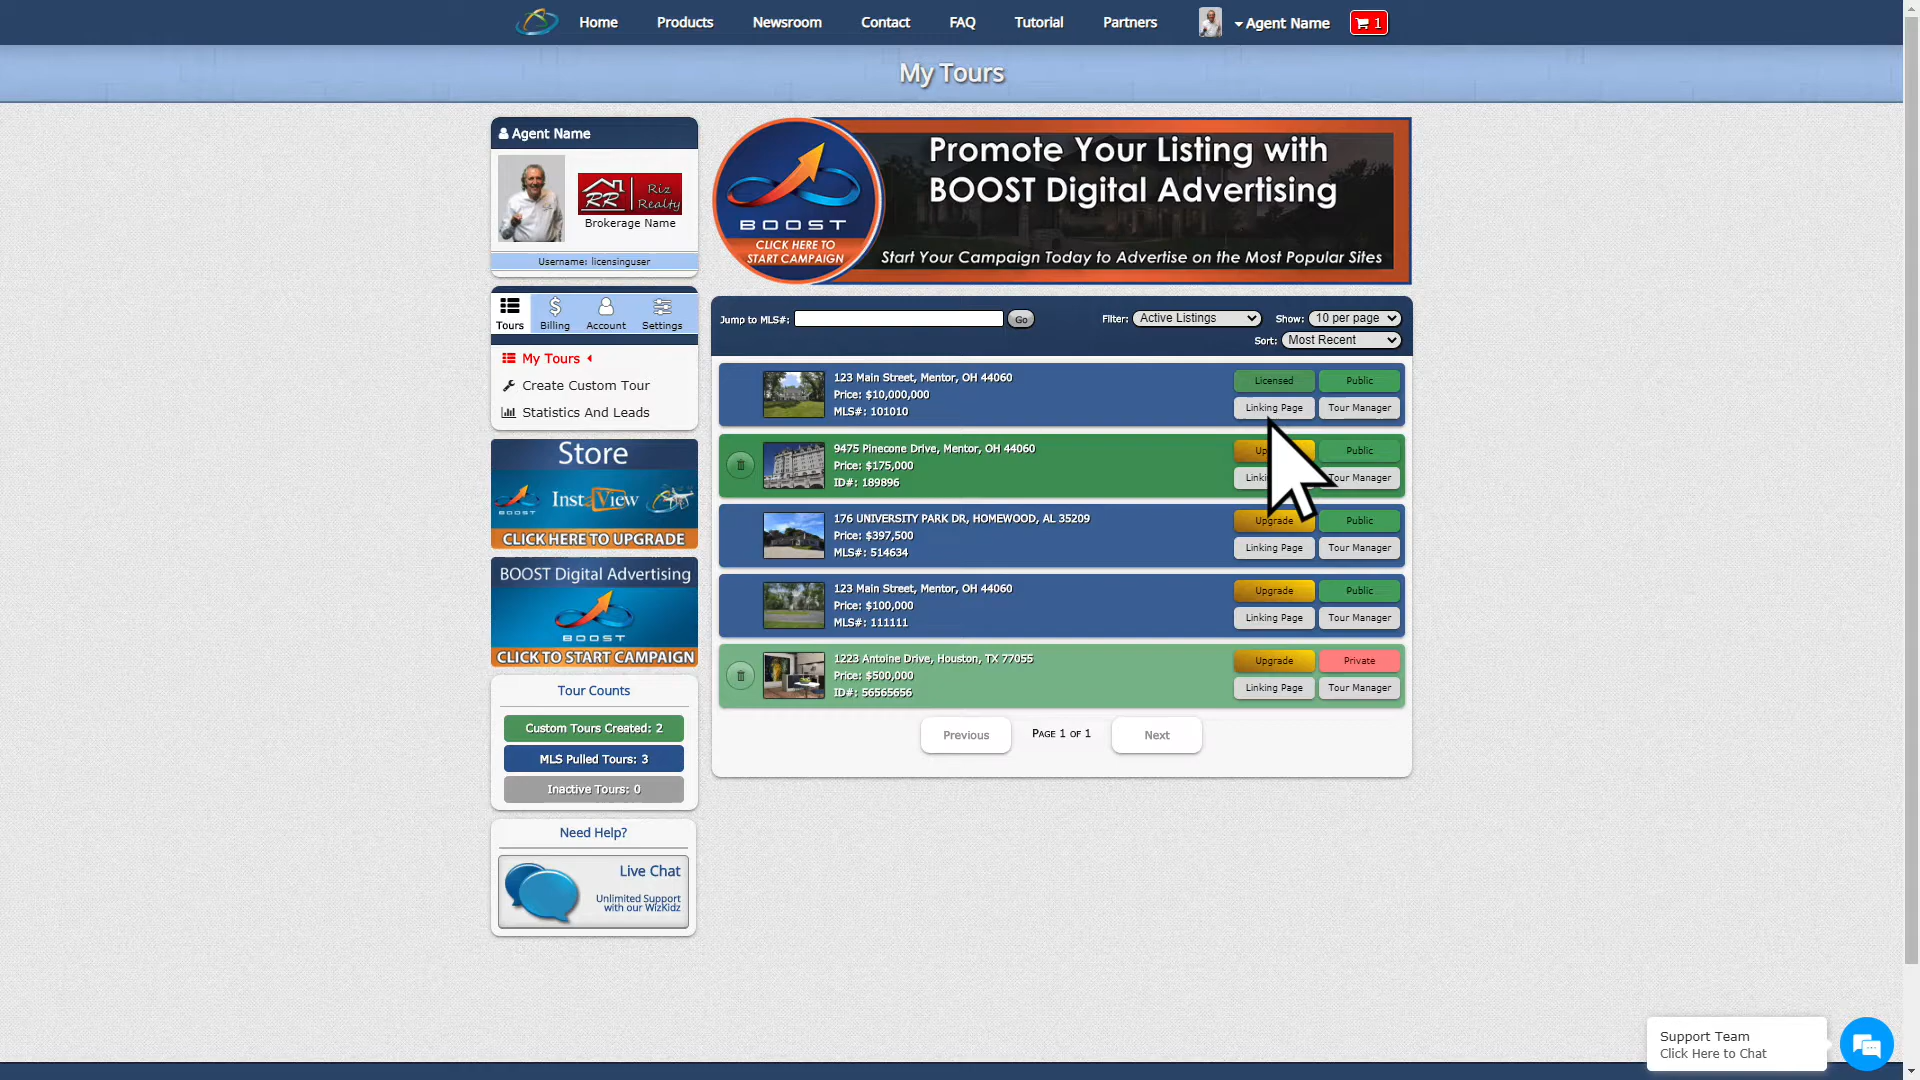 Home Products Newsroom Contact FAQ Tutorial Partners Agent Name 1
My Tours
Agent Name
RR Riz Realty
Brokerage Name
Username: licensinguser
Tours Billing Account Settings
My Tours
Create Custom Tour
Statistics And Leads
Store
BOOST InstaView
CLICK HERE TO UPGRADE
BOOST Digital Advertising
BOOST
CLICK TO START CAMPAIGN
Tour Counts
Custom Tours Created: 2
MLS Pulled Tours: 3
Inactive Tours: 0
Need Help?
Live Chat
Unlimited Support
with our WizKidz
Promote Your Listing with
BOOST Digital Advertising
BOOST
CLICK HERE TO
START CAMPAIGN
Start Your Campaign Today to Advertise on the Most Popular Sites
Jump to MLS#: Go Filter: Active Listings Show: 10 per page
Sort: Most Recent
123 Main Street, Mentor, OH 44060
Price: $10,000,000
MLS#: 101010
Licensed Public
Linking Page Tour Manager
9475 Pinecone Drive, Mentor, OH 44060
Price: $175,000
ID#: 189896
Public
Tour Manager
176 UNIVERSITY PARK DR, HOMEWOOD, AL 35209
Price: $397,500
MLS#: 514634
Upgrade Public
Linking Page Tour Manager
123 Main Street, Mentor, OH 44060
Price: $100,000
MLS#: 111111
Upgrade Public
Linking Page Tour Manager
1223 Antoine Drive, Houston, TX 77055
Price: $500,000
ID#: 56565656
Upgrade Private
Linking Page Tour Manager
Previous Page 1 of 1 Next
Support Team
Click Here to Chat